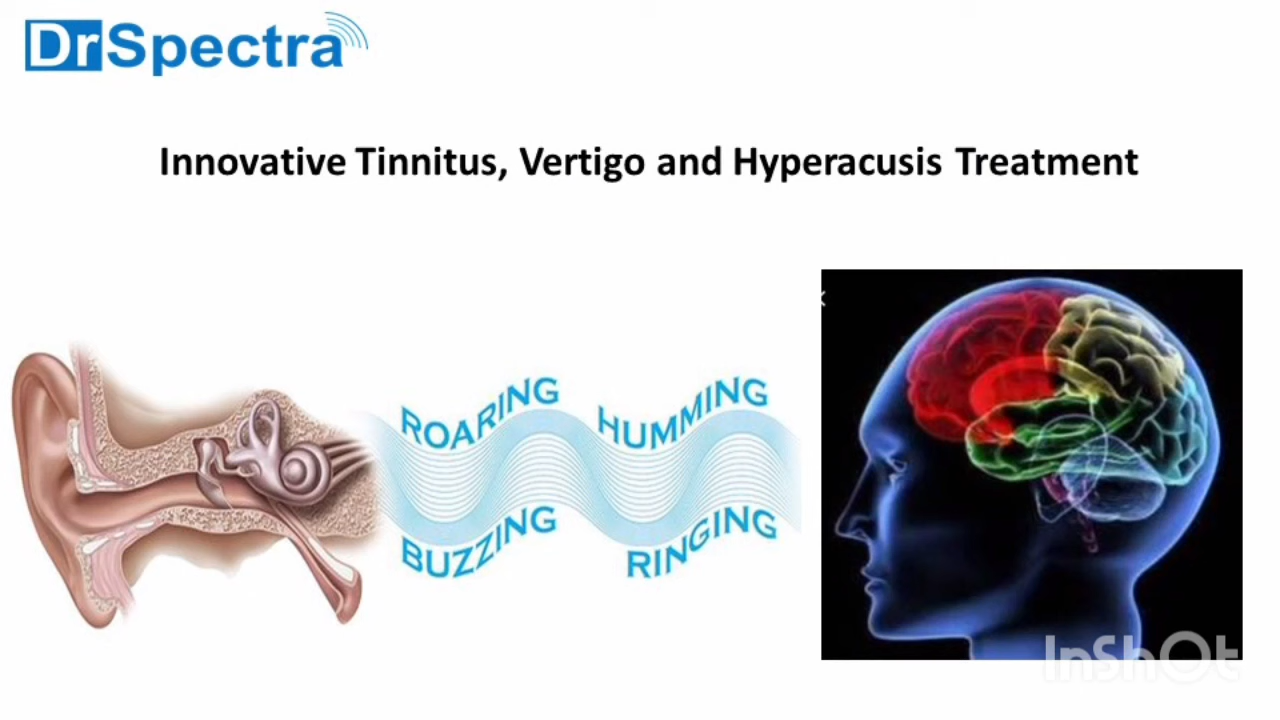 DrSpectra
Innovative Tinnitus, Vertigo and Hyperacusis Treatment
ROARING
HUMMING
BUZZING
RINGING
InShOt